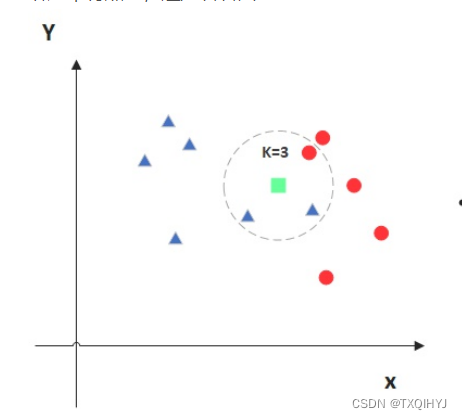 Y
K=3
x
CSDN @TXQIHYJ